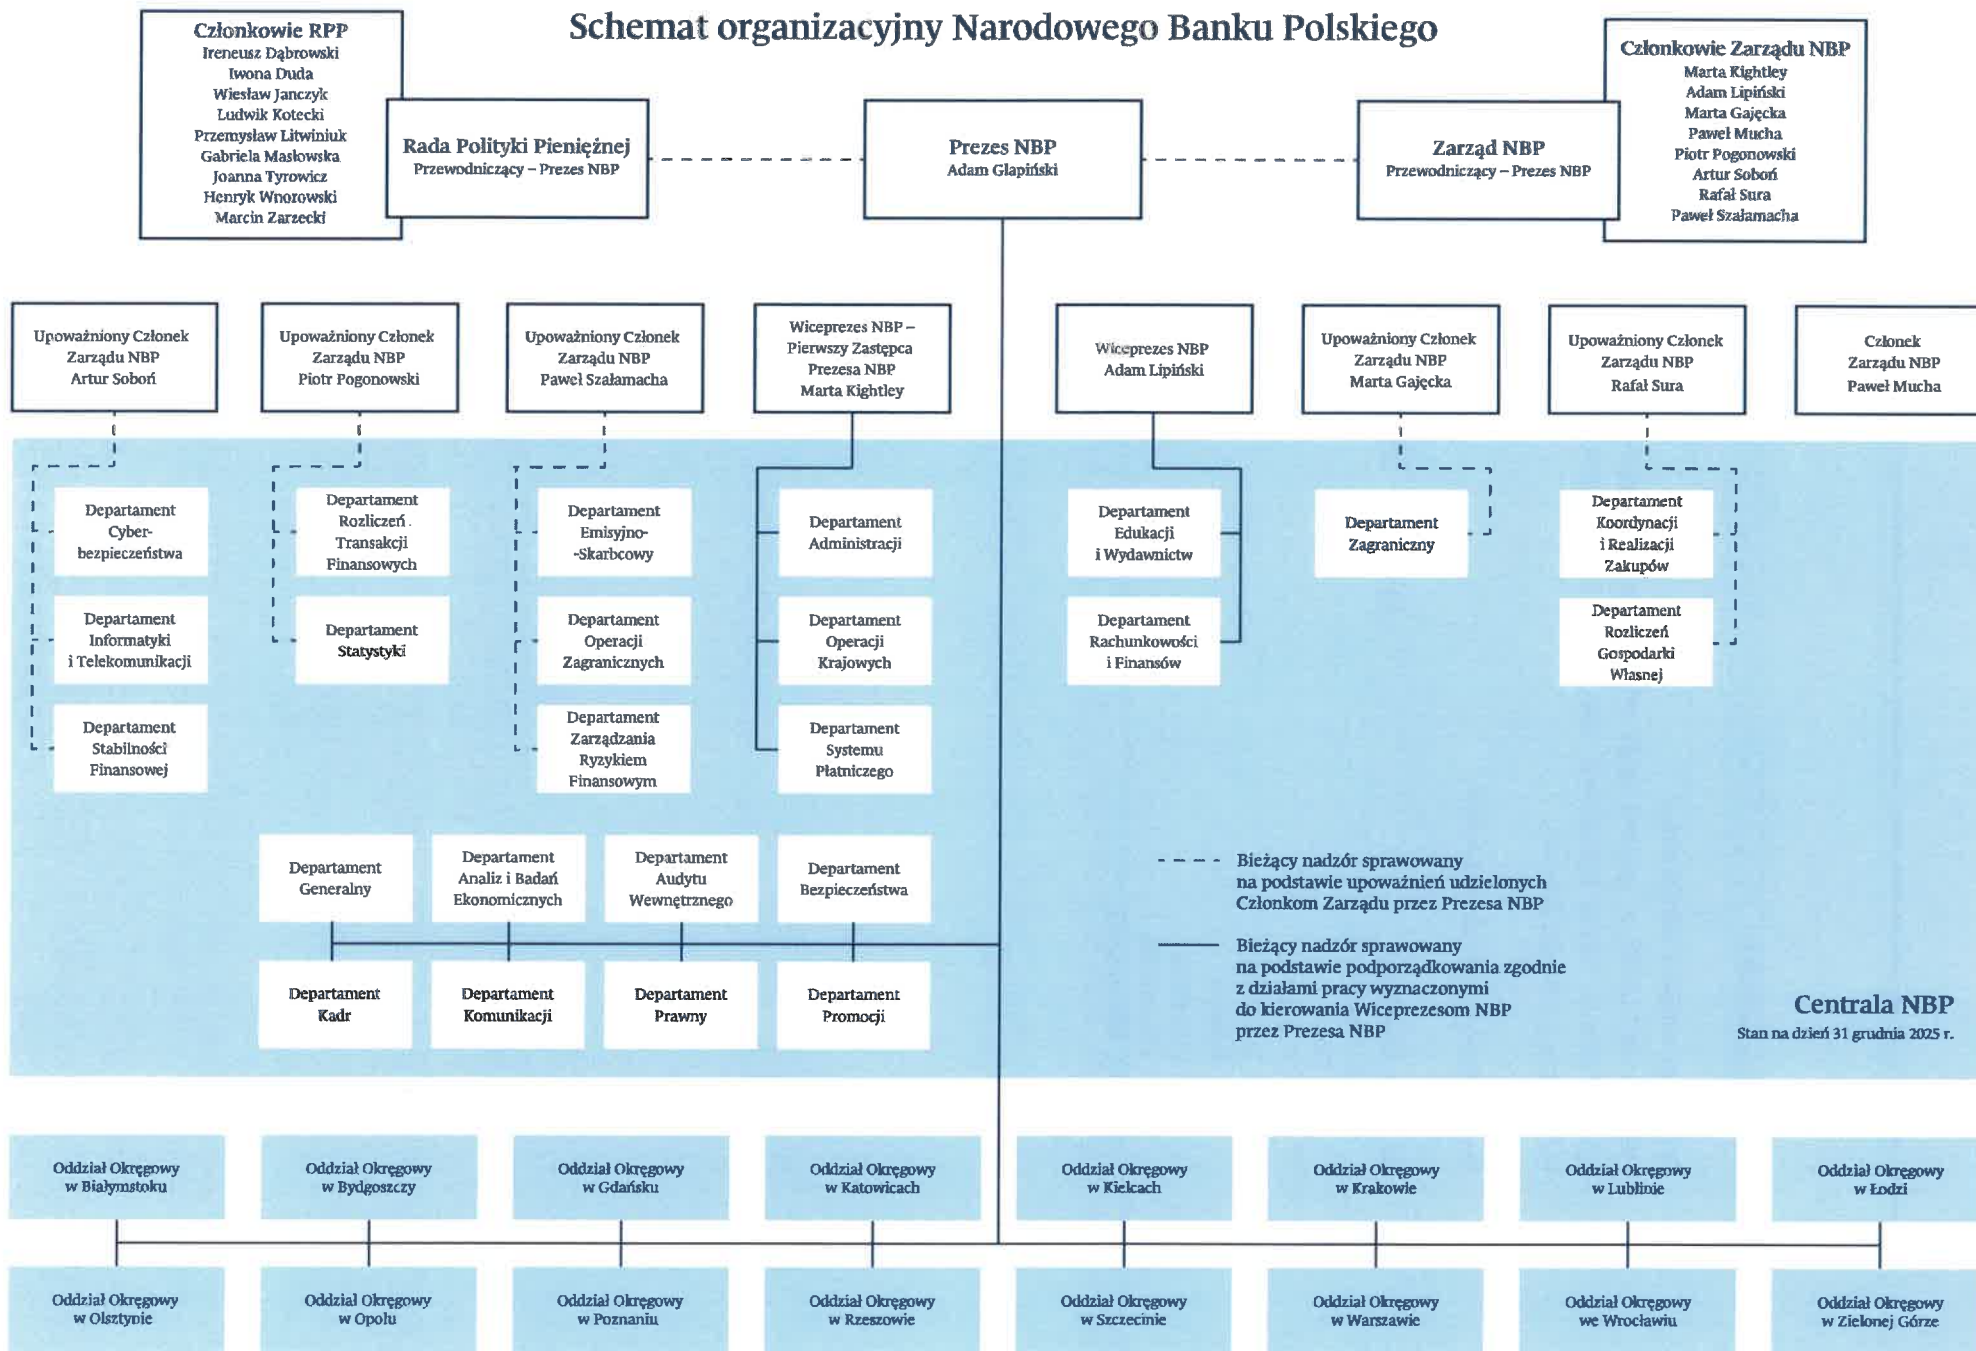 Schemat organizacyjny Narodowego Banku Polskiego
Członkowie RPP
Ireneusz Dąbrowski
Iwona Duda
Wiesław Janczyk
Ludwik Kotecki
Przemysław Litwiniuk
Gabriela Masłowska
Joanna Tyrowicz
Henryk Wnorowski
Marcin Zarzecki
Rada Polityki Pieniężnej
Przewodniczący – Prezes NBP
Prezes NBP
Adam Glapiński
Zarząd NBP
Przewodniczący – Prezes NBP
Członkowie Zarządu NBP
Marta Kightley
Adam Lipiński
Marta Gajęcka
Paweł Mucha
Piotr Pogonowski
Artur Soboń
Rafał Sura
Paweł Szałamacha
Upoważniony Członek
Zarządu NBP
Artur Soboń
Upoważniony Członek
Zarządu NBP
Piotr Pogonowski
Upoważniony Członek
Zarządu NBP
Paweł Szałamacha
Wiceprezes NBP –
Pierwszy Zastępca
Prezesa NBP
Marta Kightley
Wiceprezes NBP
Adam Lipiński
Upoważniony Członek
Zarządu NBP
Marta Gajęcka
Upoważniony Członek
Zarządu NBP
Rafał Sura
Członek
Zarządu NBP
Paweł Mucha
Departament
Cyber-
bezpieczeństwa
Departament
Rozliczeń
Transakcji
Finansowych
Departament
Emisyjno-
-Skarbcowy
Departament
Administracji
Departament
Edukacji
i Wydawnictw
Departament
Zagraniczny
Departament
Koordynacji
i Realizacji
Zakupów
Departament
Informatyki
i Telekomunikacji
Departament
Statystyki
Departament
Operacji
Zagranicznych
Departament
Operacji
Krajowych
Departament
Rachunkowości
i Finansów
Departament
Rozliczeń
Gospodarki
Własnej
Departament
Stabilności
Finansowej
Departament
Zarządzania
Ryzykiem
Finansowym
Departament
Systemu
Płatniczego
Departament
Generalny
Departament
Analiz i Badań
Ekonomicznych
Departament
Audytu
Wewnętrznego
Departament
Bezpieczeństwa
Departament
Kadr
Departament
Komunikacji
Departament
Prawny
Departament
Promocji
Bieżący nadzór sprawowany
na podstawie upoważnień udzielonych
Członkom Zarządu przez Prezesa NBP
Bieżący nadzór sprawowany
na podstawie podporządkowania zgodnie
z działami pracy wyznaczonymi
do kierowania Wiceprezesom NBP
przez Prezesa NBP
Centrala NBP
Stan na dzień 31 grudnia 2025 r.
Oddział Okręgowy
w Białymstoku
Oddział Okręgowy
w Bydgoszczy
Oddział Okręgowy
w Gdańsku
Oddział Okręgowy
w Katowicach
Oddział Okręgowy
w Kielcach
Oddział Okręgowy
w Krakowie
Oddział Okręgowy
w Lublinie
Oddział Okręgowy
w Łodzi
Oddział Okręgowy
w Olsztynie
Oddział Okręgowy
w Opolu
Oddział Okręgowy
w Poznaniu
Oddział Okręgowy
w Rzeszowie
Oddział Okręgowy
w Szczecinie
Oddział Okręgowy
w Warszawie
Oddział Okręgowy
we Wrocławiu
Oddział Okręgowy
w Zielonej Górze